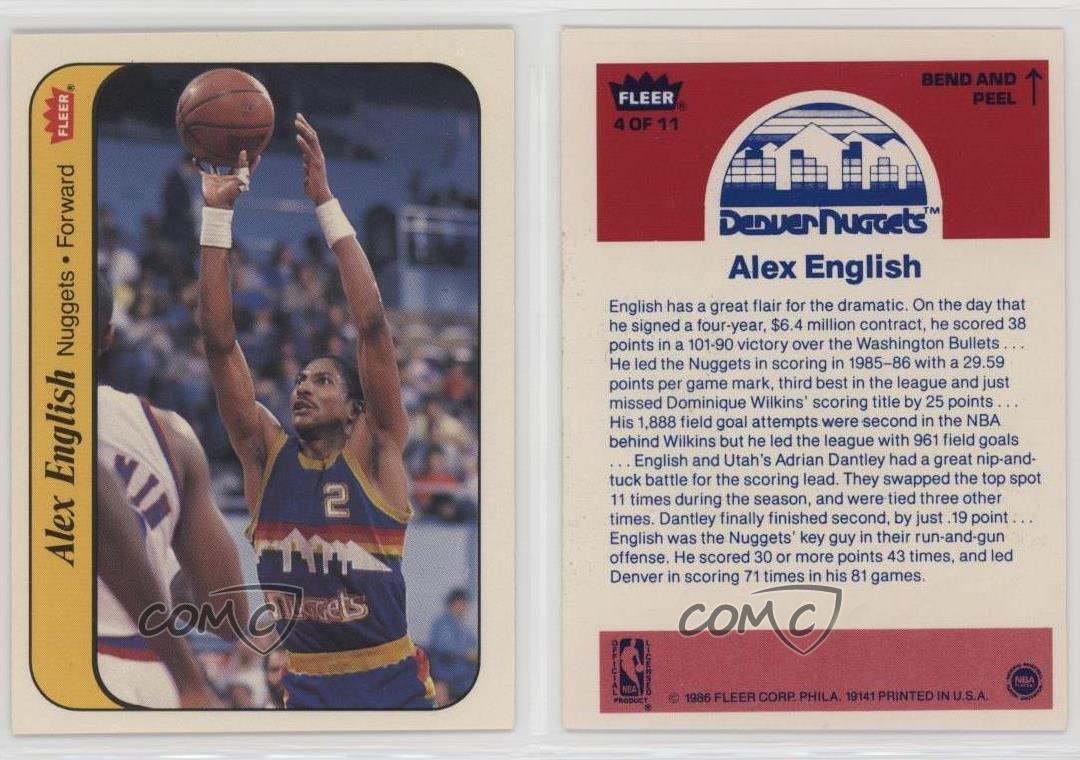 FLEER®
Alex English Nuggets • Forward
2
Nuggets
COMC
FLEER®
4 OF 11
BEND AND
PEEL
Denver Nuggets™
Alex English
English has a great flair for the dramatic. On the day that
he signed a four-year, $6.4 million contract, he scored 38
points in a 101-90 victory over the Washington Bullets . . .
He led the Nuggets in scoring in 1985–86 with a 29.59
points per game mark, third best in the league and just
missed Dominique Wilkins' scoring title by 25 points . . .
His 1,888 field goal attempts were second in the NBA
behind Wilkins but he led the league with 961 field goals
. . . English and Utah's Adrian Dantley had a great nip-and-
tuck battle for the scoring lead. They swapped the top spot
11 times during the season, and were tied three other
times. Dantley finally finished second, by just .19 point . . .
English was the Nuggets' key guy in their run-and-gun
offense. He scored 30 or more points 43 times, and led
Denver in scoring 71 times in his 81 games.
COMC
OFFICIAL LICENSED
NBA
PRODUCT ®
© 1986 FLEER CORP. PHILA. 19141 PRINTED IN U.S.A.
NBA